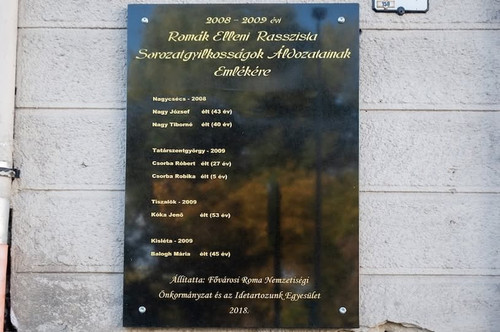 2008 - 2009 évi
Romák Elleni Rasszista
Sorozatgyilkosságok Áldozatainak
Emlékére
Nagycsécs - 2008
Nagy József élt (43 év)
Nagy Tiborné élt (40 év)
Tatárszentgyörgy - 2009
Csorba Róbert élt (27 év)
Csorba Robika élt (5 év)
Tiszalök - 2009
Kóka Jenő élt (53 év)
Kisléta - 2009
Balogh Mária élt (45 év)
Állítatta: Fővárosi Roma Nemzetiségi
Önkormányzat és az Idetartozunk Egyesület
2018.